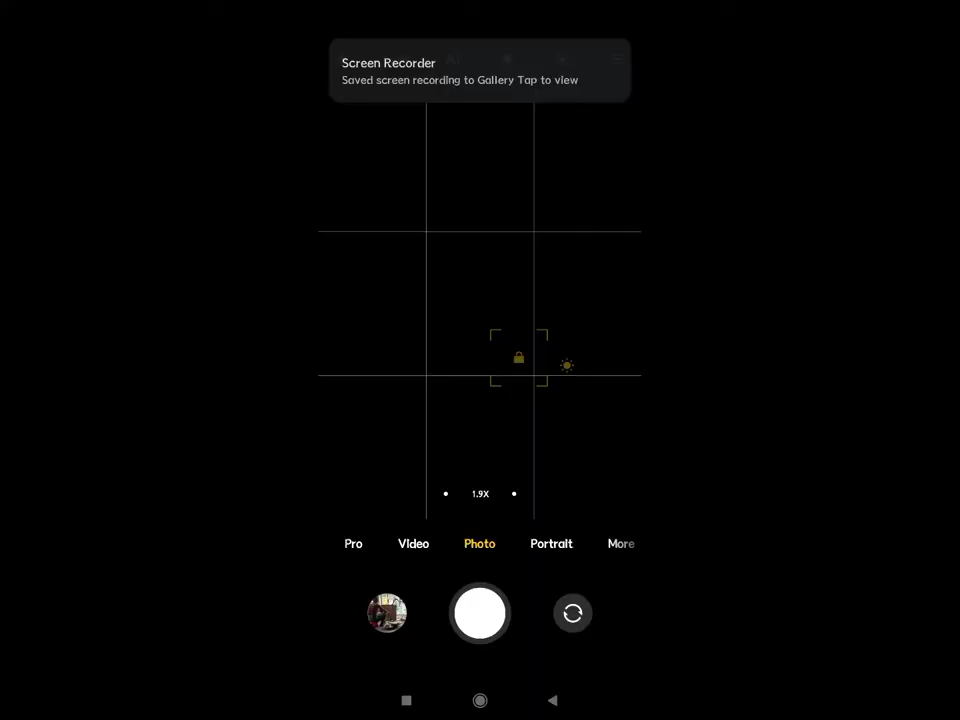 Screen Recorder
Saved screen recording to Gallery Tap to view
1.9X
Pro Video Photo Portrait More